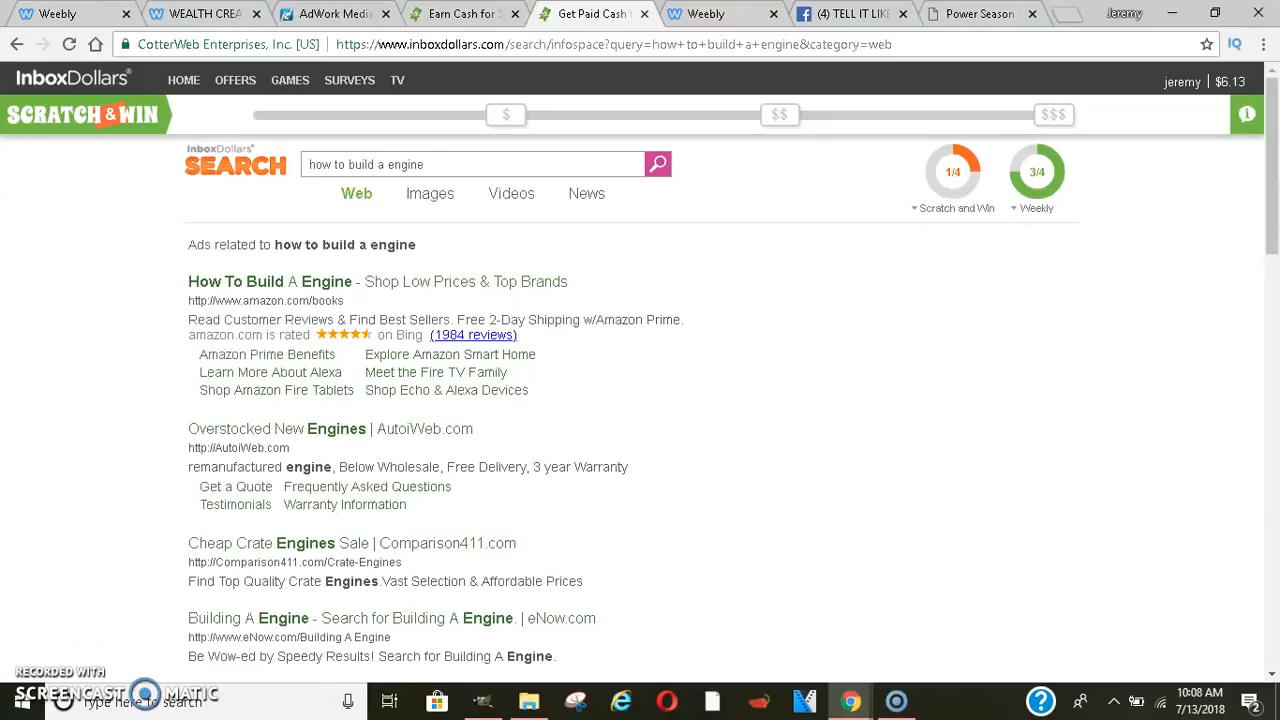 Weekly
WEALTH CREA
AdWork Medi
Earn Cash for S
Get Paid Cash
Weekly
(4) TELL IT LIKE
Power Season
Jeremy
CotterWeb Enterprises, Inc. [US] https://www.inboxdollars.com/search/infospace?query=how+to+build+a+engine&category=web
InboxDollars® HOME OFFERS GAMES SURVEYS TV jeremy | $6.13
SCRATCH & WIN $ $$ $$$
InboxDollars®
SEARCH how to build a engine
1/4 3/4
Web Images Videos News
Scratch and Win Weekly
Ads related to how to build a engine
How To Build A Engine - Shop Low Prices & Top Brands
http://www.amazon.com/books
Read Customer Reviews & Find Best Sellers. Free 2-Day Shipping w/Amazon Prime.
amazon.com is rated on Bing (1984 reviews)
Amazon Prime Benefits Explore Amazon Smart Home
Learn More About Alexa Meet the Fire TV Family
Shop Amazon Fire Tablets Shop Echo & Alexa Devices
Overstocked New Engines | AutoiWeb.com
http://AutoiWeb.com
remanufactured engine, Below Wholesale, Free Delivery, 3 year Warranty
Get a Quote Frequently Asked Questions
Testimonials Warranty Information
Cheap Crate Engines Sale | Comparison411.com
http://Comparison411.com/Crate-Engines
Find Top Quality Crate Engines.Vast Selection & Affordable Prices
Building A Engine - Search for Building A Engine. | eNow.com
http://www.eNow.com/Building A Engine
Be Wow-ed by Speedy Results! Search for Building A Engine.
RECORDED WITH
SCREENCAST MATIC
Type here to search
10:08 AM
7/13/2018
2